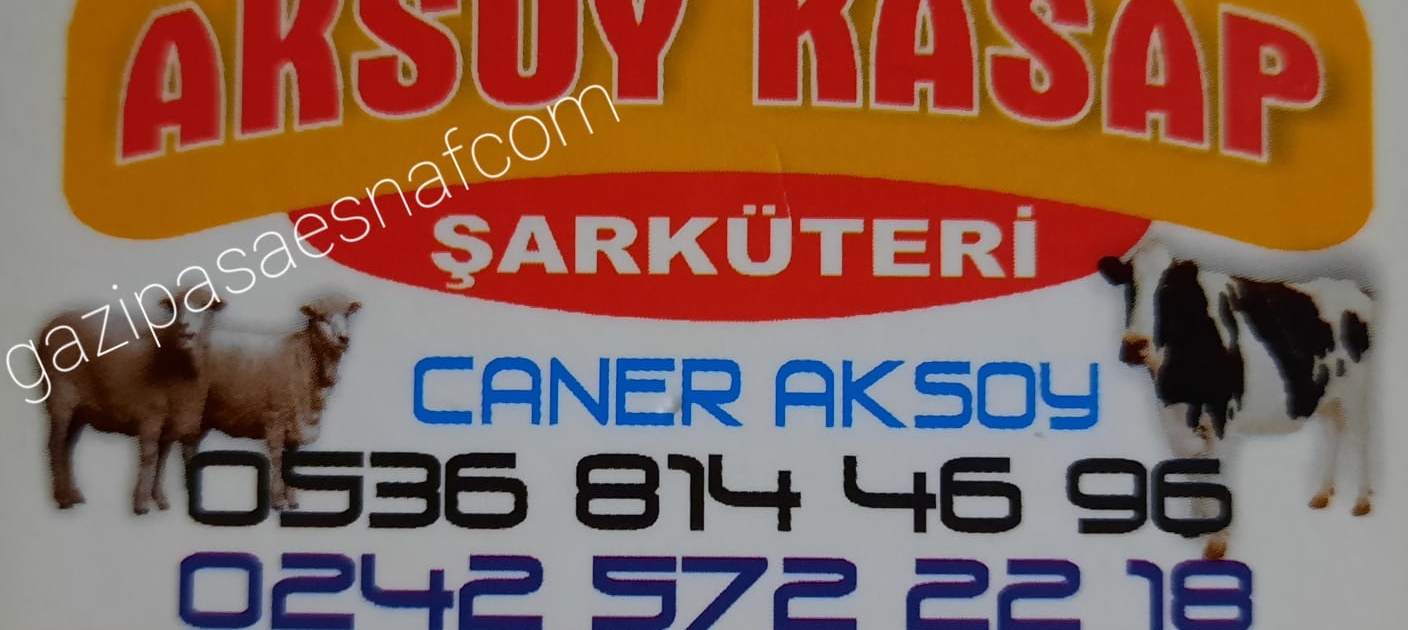 AKSOY KASAP
ŞARKÜTERİ
gazipasaesnafcom
CANER AKSOY
0536 814 46 96
0242 572 22 18